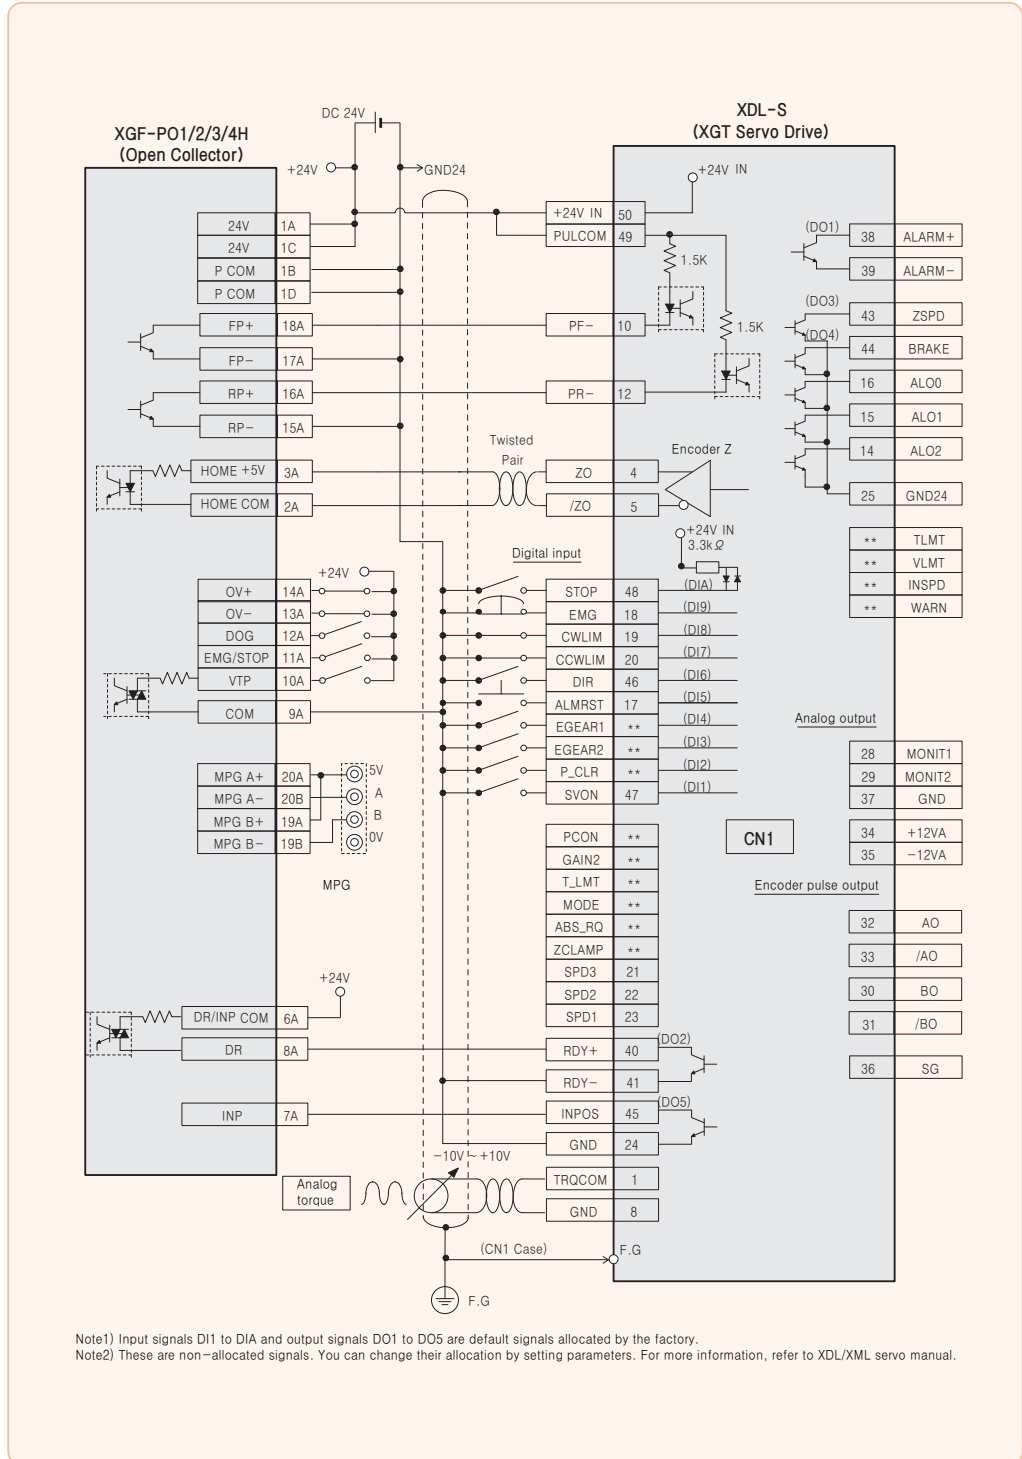 XGF-PO1/2/3/4H
(Open Collector)
DC 24V
+24V
GND24
XDL-S
(XGT Servo Drive)
+24V IN
24V 1A
24V 1C
P COM 1B
P COM 1D
FP+ 18A
FP- 17A
RP+ 16A
RP- 15A
HOME +5V 3A
HOME COM 2A
+24V IN 50
PULCOM 49
1.5K
1.5K
PF- 10
PR- 12
Twisted
Pair
ZO 4
/ZO 5
Encoder Z
+24V IN
3.3kΩ
(DO1)
38 ALARM+
39 ALARM-
(DO3)
43 ZSPD
(DO4)
44 BRAKE
16 ALO0
15 ALO1
14 ALO2
25 GND24
** TLMT
** VLMT
** INSPD
** WARN
+24V
OV+ 14A
OV- 13A
DOG 12A
EMG/STOP 11A
VTP 10A
COM 9A
Digital input
STOP 48 (DIA)
EMG 18 (DI9)
CWLIM 19 (DI8)
CCWLIM 20 (DI7)
DIR 46 (DI6)
ALMRST 17 (DI5)
EGEAR1 ** (DI4)
EGEAR2 ** (DI3)
P_CLR ** (DI2)
SVON 47 (DI1)
MPG A+ 20A
MPG A- 20B
MPG B+ 19A
MPG B- 19B
5V
A
B
0V
MPG
PCON **
GAIN2 **
T_LMT **
MODE **
ABS_RQ **
ZCLAMP **
SPD3 21
SPD2 22
SPD1 23
CN1
Analog output
28 MONIT1
29 MONIT2
37 GND
34 +12VA
35 -12VA
Encoder pulse output
32 AO
33 /AO
30 BO
31 /BO
36 SG
+24V
DR/INP COM 6A
DR 8A
INP 7A
RDY+ 40 (DO2)
RDY- 41
INPOS 45 (DO5)
GND 24
-10V ~ +10V
Analog
torque
TRQCOM 1
GND 8
(CN1 Case)
F.G
F.G
Note1) Input signals DI1 to DIA and output signals DO1 to DO5 are default signals allocated by the factory.
Note2) These are non-allocated signals. You can change their allocation by setting parameters. For more information, refer to XDL/XML servo manual.